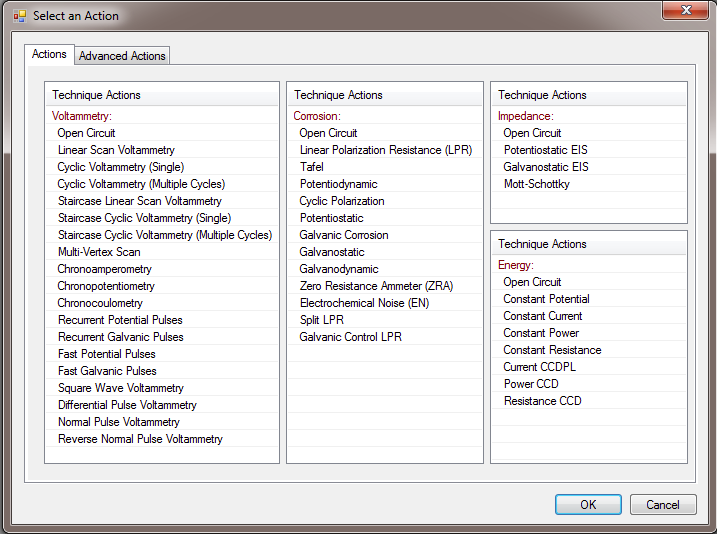 Select an Action
Actions
Advanced Actions
Technique Actions
Voltammetry:
Open Circuit
Linear Scan Voltammetry
Cyclic Voltammetry (Single)
Cyclic Voltammetry (Multiple Cycles)
Staircase Linear Scan Voltammetry
Staircase Cyclic Voltammetry (Single)
Staircase Cyclic Voltammetry (Multiple Cycles)
Multi-Vertex Scan
Chronoamperometry
Chronopotentiometry
Chronocoulometry
Recurrent Potential Pulses
Recurrent Galvanic Pulses
Fast Potential Pulses
Fast Galvanic Pulses
Square Wave Voltammetry
Differential Pulse Voltammetry
Normal Pulse Voltammetry
Reverse Normal Pulse Voltammetry
Technique Actions
Corrosion:
Open Circuit
Linear Polarization Resistance (LPR)
Tafel
Potentiodynamic
Cyclic Polarization
Potentiostatic
Galvanic Corrosion
Galvanostatic
Galvanodynamic
Zero Resistance Ammeter (ZRA)
Electrochemical Noise (EN)
Split LPR
Galvanic Control LPR
Technique Actions
Impedance:
Open Circuit
Potentiostatic EIS
Galvanostatic EIS
Mott-Schottky
Technique Actions
Energy:
Open Circuit
Constant Potential
Constant Current
Constant Power
Constant Resistance
Current CCDPL
Power CCD
Resistance CCD
OK
Cancel